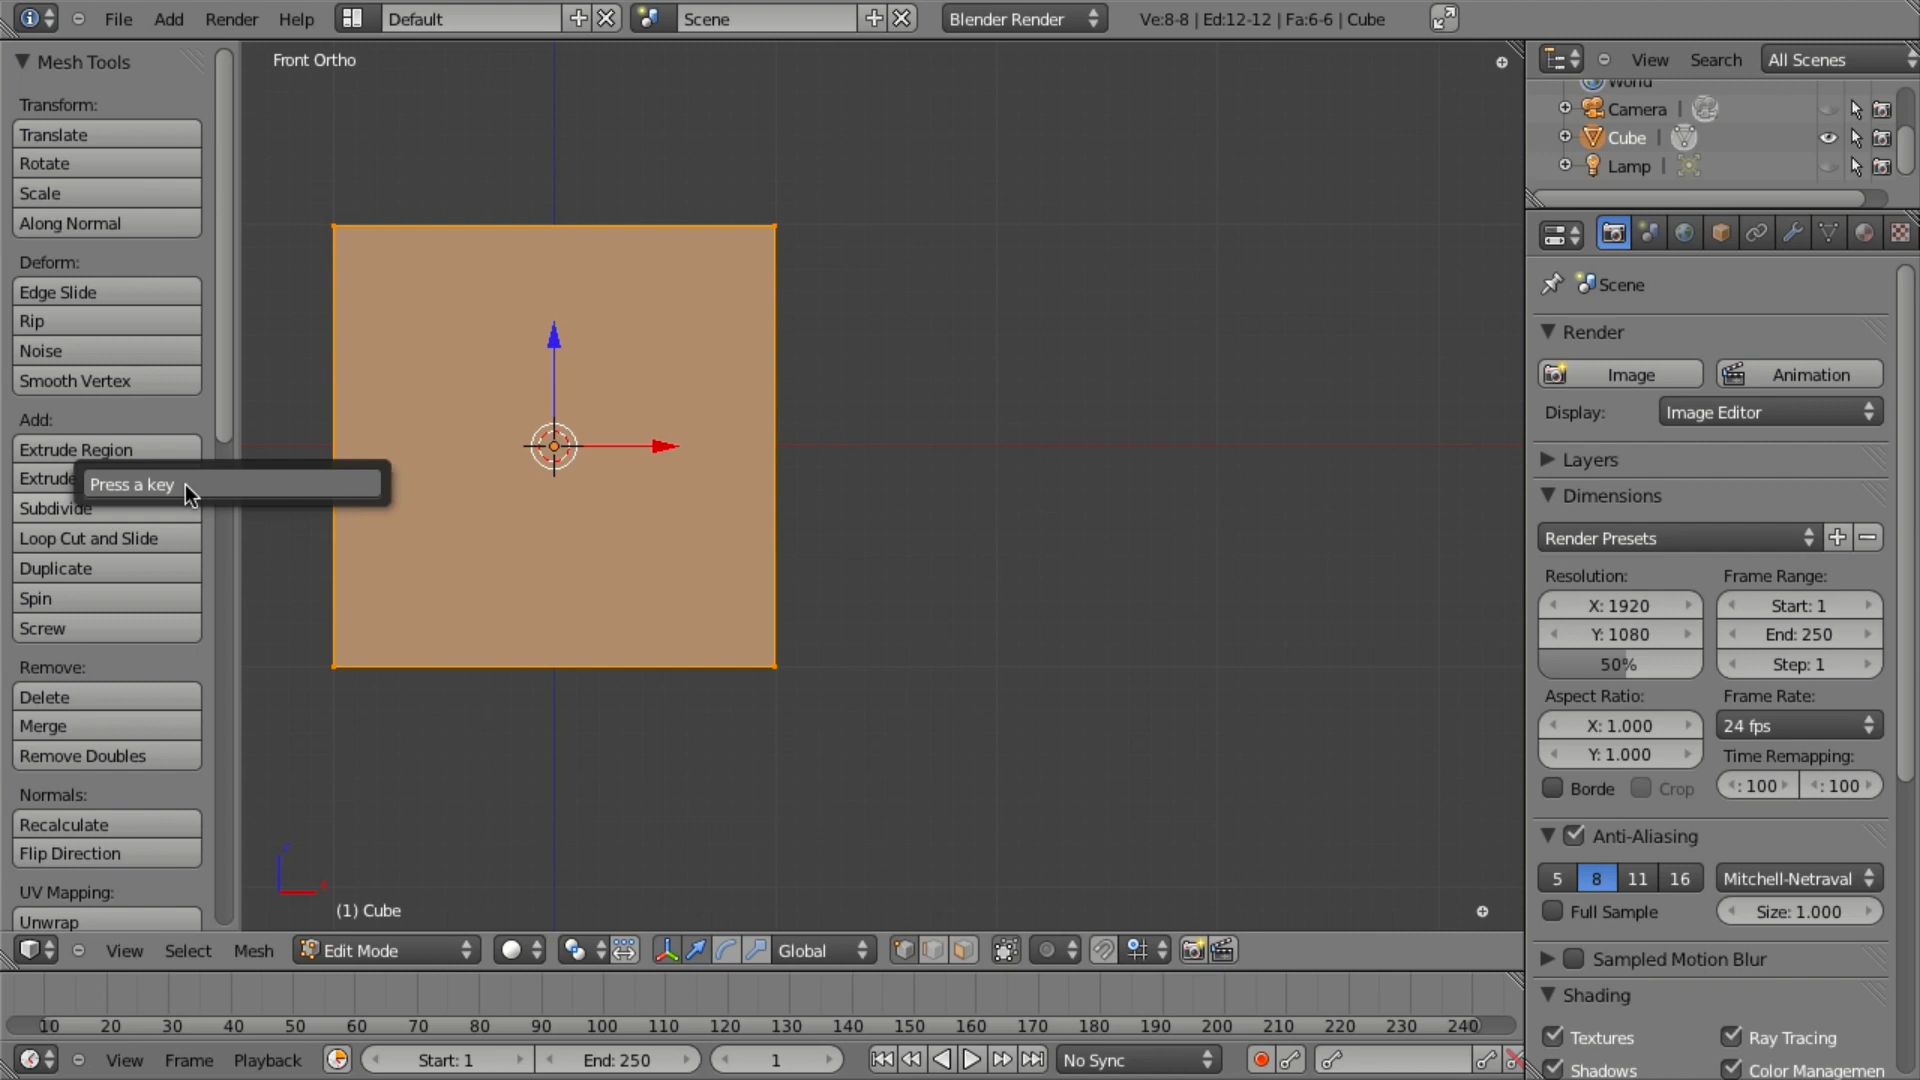 File Add Render Help Default Scene Blender Render Ve:8-8 | Ed:12-12 | Fa:6-6 | Cube
Mesh Tools
Transform:
Translate
Rotate
Scale
Along Normal
Deform:
Edge Slide
Rip
Noise
Smooth Vertex
Add:
Extrude Region
Extrude
Press a key
Subdivide
Loop Cut and Slide
Duplicate
Spin
Screw
Remove:
Delete
Merge
Remove Doubles
Normals:
Recalculate
Flip Direction
UV Mapping:
Unwrap
Front Ortho
(1) Cube
View Select Mesh Edit Mode Global
10 20 30 40 50 60 70 80 90 100 110 120 130 140 150 160 170 180 190 200 210 220 230 240
View Frame Playback Start: 1 End: 250 1 No Sync
View Search All Scenes
World
Camera
Cube
Lamp
Scene
Render
Image Animation
Display: Image Editor
Layers
Dimensions
Render Presets
Resolution: Frame Range:
X: 1920 Start: 1
Y: 1080 End: 250
50% Step: 1
Aspect Ratio: Frame Rate:
X: 1.000 24 fps
Y: 1.000 Time Remapping:
Borde Crop : 100 : 100
Anti-Aliasing
5 8 11 16 Mitchell-Netraval
Full Sample Size: 1.000
Sampled Motion Blur
Shading
Textures Ray Tracing
Shadows Color Managemen